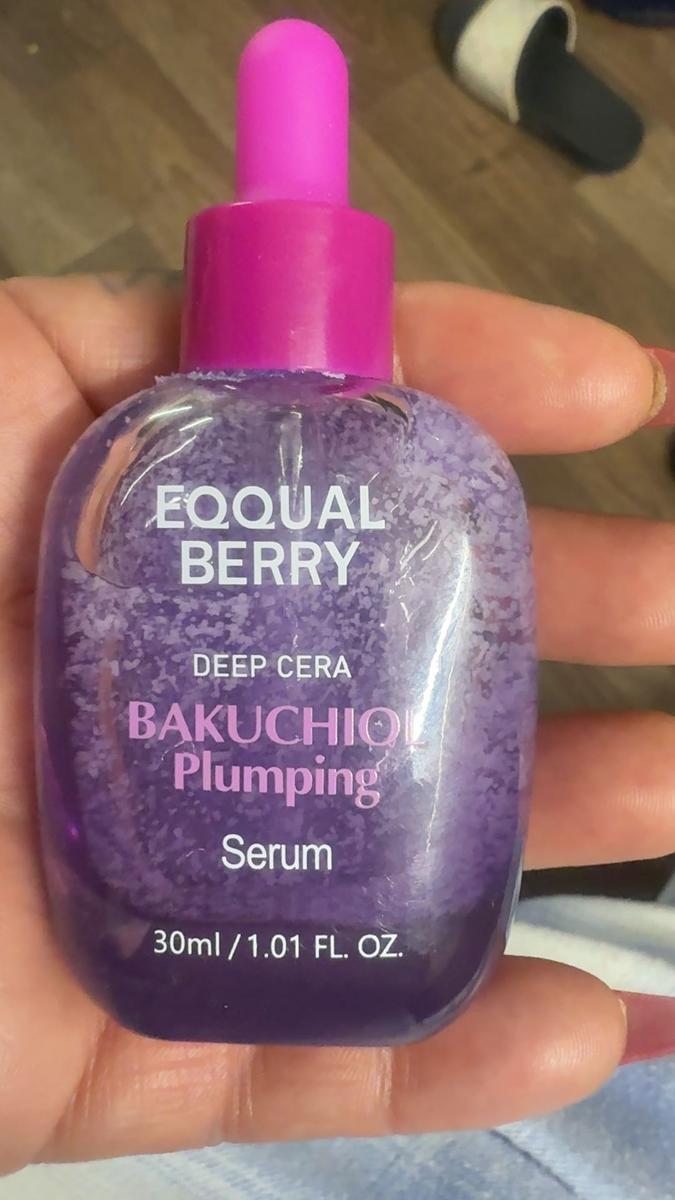 EQQUAL
BERRY
DEEP CERA
BAKUCHIOL
Plumping
Serum
30ml / 1.01 FL. OZ.